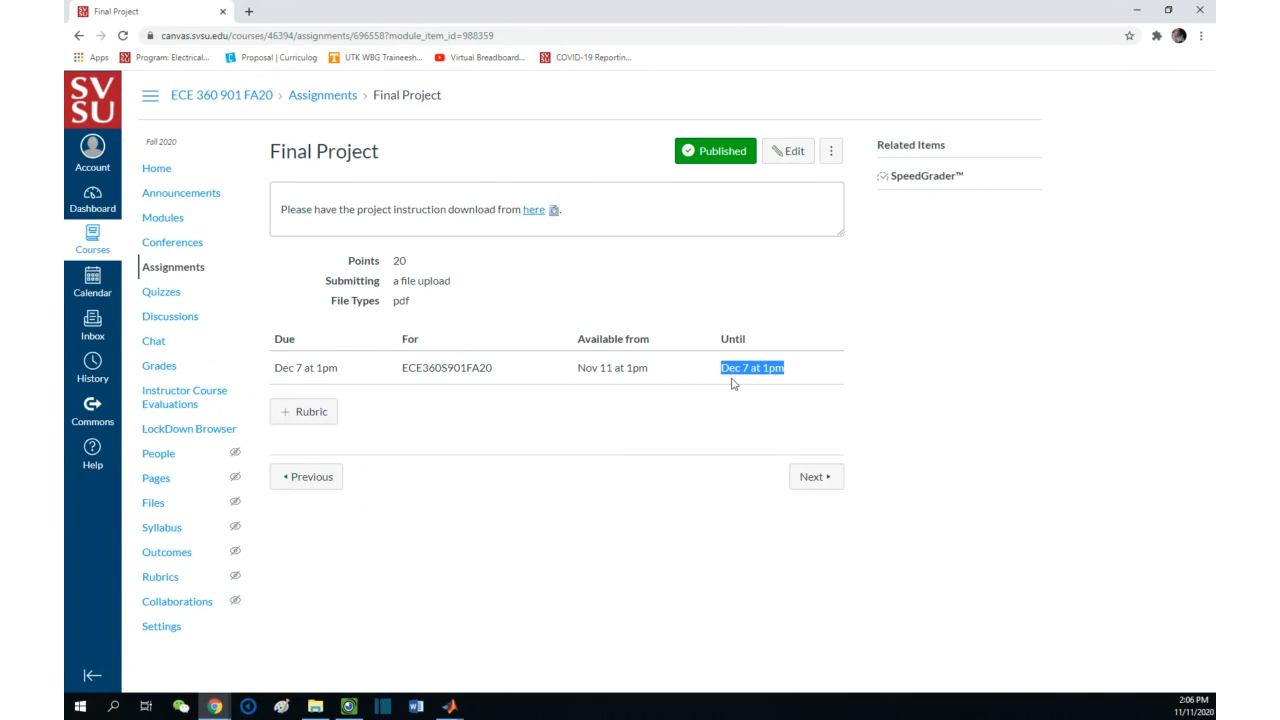 Final Project
canvas.svsu.edu/courses/46394/assignments/696558?module_item_id=988359
Apps Program: Electrical... Proposal | Curriculog UTK WBG Traineesh... Virtual Breadboard... COVID-19 Reportin...
SV
SU
ECE 360 901 FA20 › Assignments › Final Project
Account
Dashboard
Courses
Calendar
Inbox
History
Commons
Help
Fall 2020
Home
Announcements
Modules
Conferences
Assignments
Quizzes
Discussions
Chat
Grades
Instructor Course
Evaluations
LockDown Browser
People
Pages
Files
Syllabus
Outcomes
Rubrics
Collaborations
Settings
Final Project
Published
Edit
Please have the project instruction download from here .
Points 20
Submitting a file upload
File Types pdf
Due For Available from Until
Dec 7 at 1pm ECE360S901FA20 Nov 11 at 1pm Dec 7 at 1pm
+ Rubric
Previous
Next
Related Items
SpeedGrader™
2:06 PM
11/11/2020